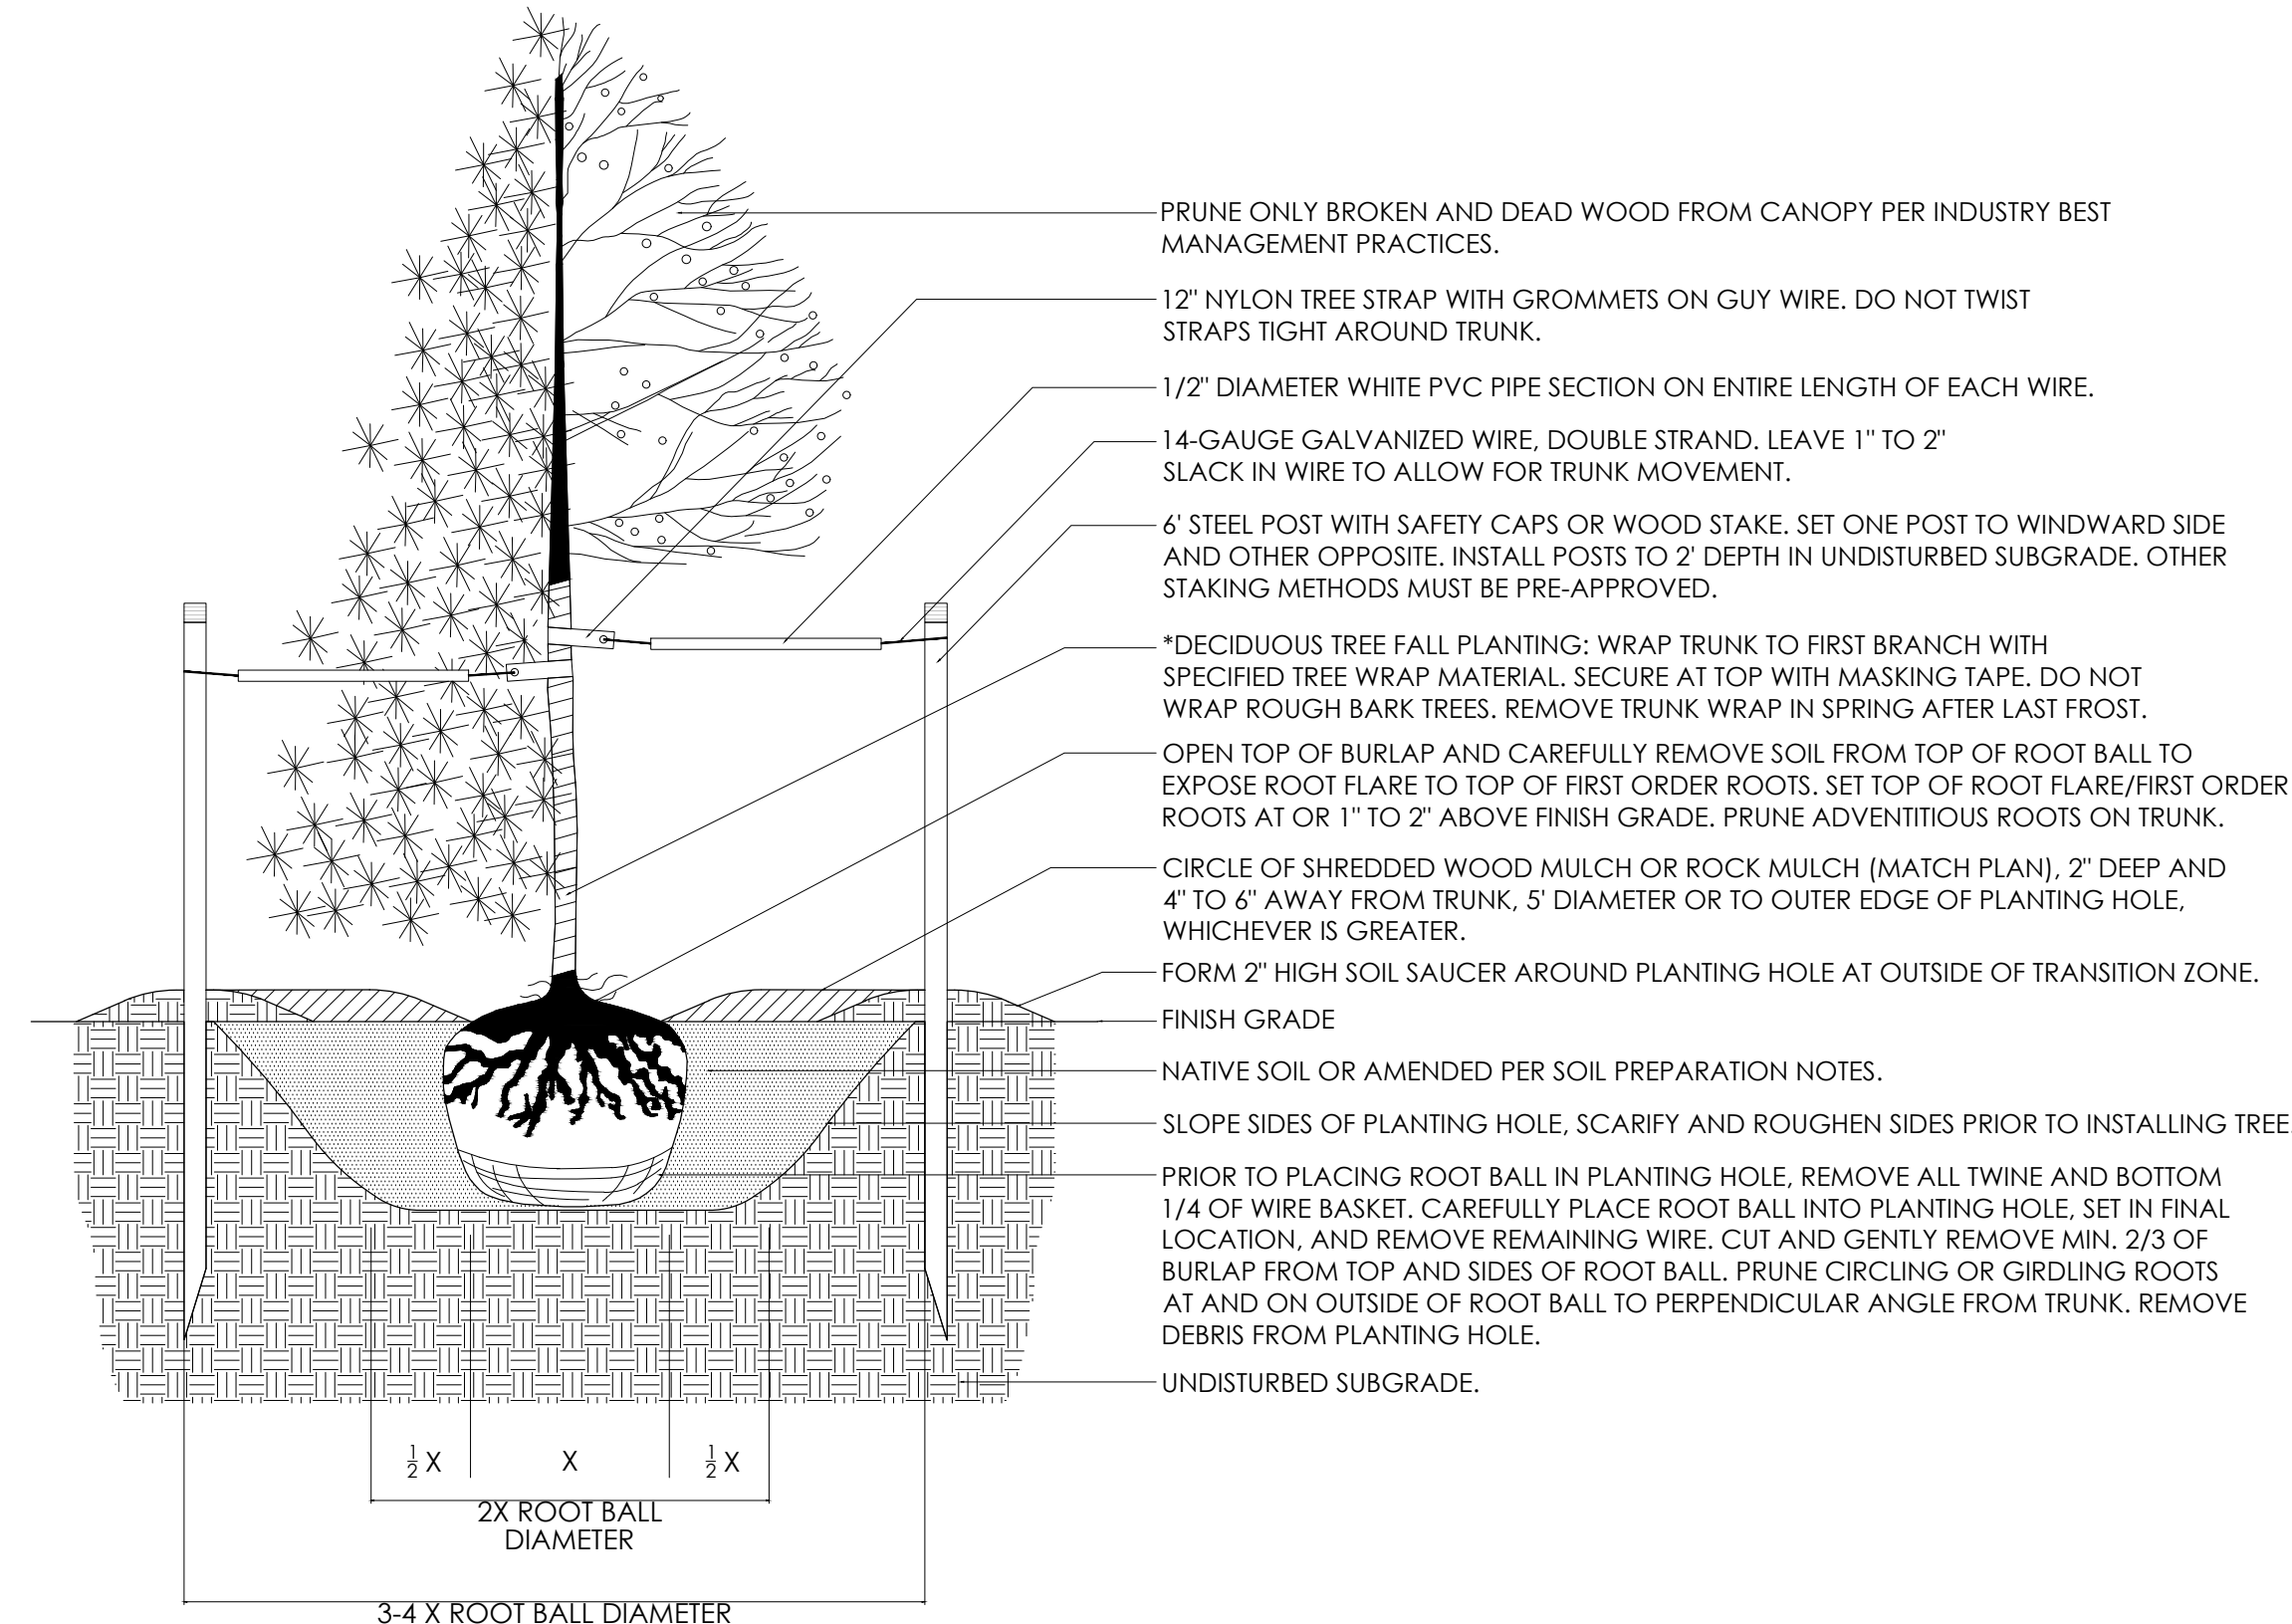 PRUNE ONLY BROKEN AND DEAD WOOD FROM CANOPY PER INDUSTRY BEST
MANAGEMENT PRACTICES.
12" NYLON TREE STRAP WITH GROMMETS ON GUY WIRE. DO NOT TWIST
STRAPS TIGHT AROUND TRUNK.
1/2" DIAMETER WHITE PVC PIPE SECTION ON ENTIRE LENGTH OF EACH WIRE.
14-GAUGE GALVANIZED WIRE, DOUBLE STRAND. LEAVE 1" TO 2"
SLACK IN WIRE TO ALLOW FOR TRUNK MOVEMENT.
6' STEEL POST WITH SAFETY CAPS OR WOOD STAKE. SET ONE POST TO WINDWARD SIDE
AND OTHER OPPOSITE. INSTALL POSTS TO 2' DEPTH IN UNDISTURBED SUBGRADE. OTHER
STAKING METHODS MUST BE PRE-APPROVED.
*DECIDUOUS TREE FALL PLANTING: WRAP TRUNK TO FIRST BRANCH WITH
SPECIFIED TREE WRAP MATERIAL. SECURE AT TOP WITH MASKING TAPE. DO NOT
WRAP ROUGH BARK TREES. REMOVE TRUNK WRAP IN SPRING AFTER LAST FROST.
OPEN TOP OF BURLAP AND CAREFULLY REMOVE SOIL FROM TOP OF ROOT BALL TO
EXPOSE ROOT FLARE TO TOP OF FIRST ORDER ROOTS. SET TOP OF ROOT FLARE/FIRST ORDER
ROOTS AT OR 1" TO 2" ABOVE FINISH GRADE. PRUNE ADVENTITIOUS ROOTS ON TRUNK.
CIRCLE OF SHREDDED WOOD MULCH OR ROCK MULCH (MATCH PLAN), 2" DEEP AND
4" TO 6" AWAY FROM TRUNK, 5' DIAMETER OR TO OUTER EDGE OF PLANTING HOLE,
WHICHEVER IS GREATER.
FORM 2" HIGH SOIL SAUCER AROUND PLANTING HOLE AT OUTSIDE OF TRANSITION ZONE.
FINISH GRADE
NATIVE SOIL OR AMENDED PER SOIL PREPARATION NOTES.
SLOPE SIDES OF PLANTING HOLE, SCARIFY AND ROUGHEN SIDES PRIOR TO INSTALLING TREE
PRIOR TO PLACING ROOT BALL IN PLANTING HOLE, REMOVE ALL TWINE AND BOTTOM
1/4 OF WIRE BASKET. CAREFULLY PLACE ROOT BALL INTO PLANTING HOLE, SET IN FINAL
LOCATION, AND REMOVE REMAINING WIRE. CUT AND GENTLY REMOVE MIN. 2/3 OF
BURLAP FROM TOP AND SIDES OF ROOT BALL. PRUNE CIRCLING OR GIRDLING ROOTS
AT AND ON OUTSIDE OF ROOT BALL TO PERPENDICULAR ANGLE FROM TRUNK. REMOVE
DEBRIS FROM PLANTING HOLE.
UNDISTURBED SUBGRADE.
1/2 X X 1/2 X
2X ROOT BALL
DIAMETER
3-4 X ROOT BALL DIAMETER